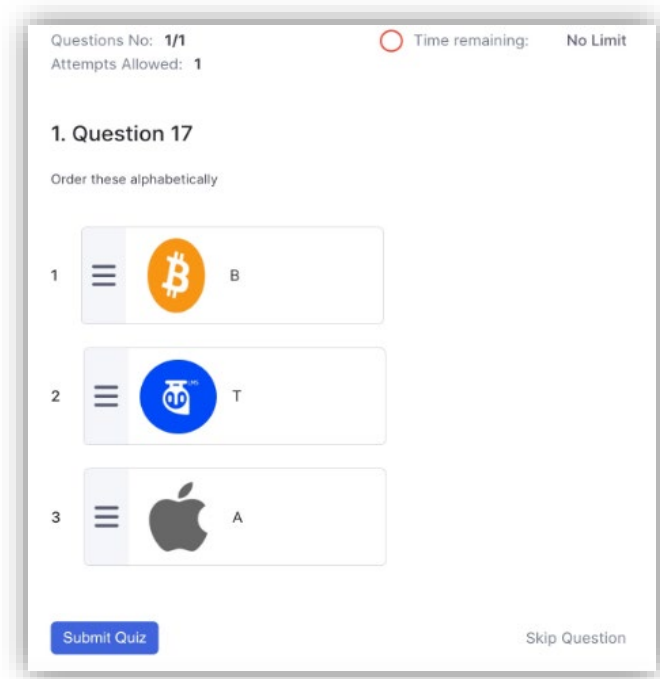 Questions No: 1/1 Time remaining: No Limit
Attempts Allowed: 1
1. Question 17
Order these alphabetically
1 B
2 LMS T
3 A
Submit Quiz Skip Question